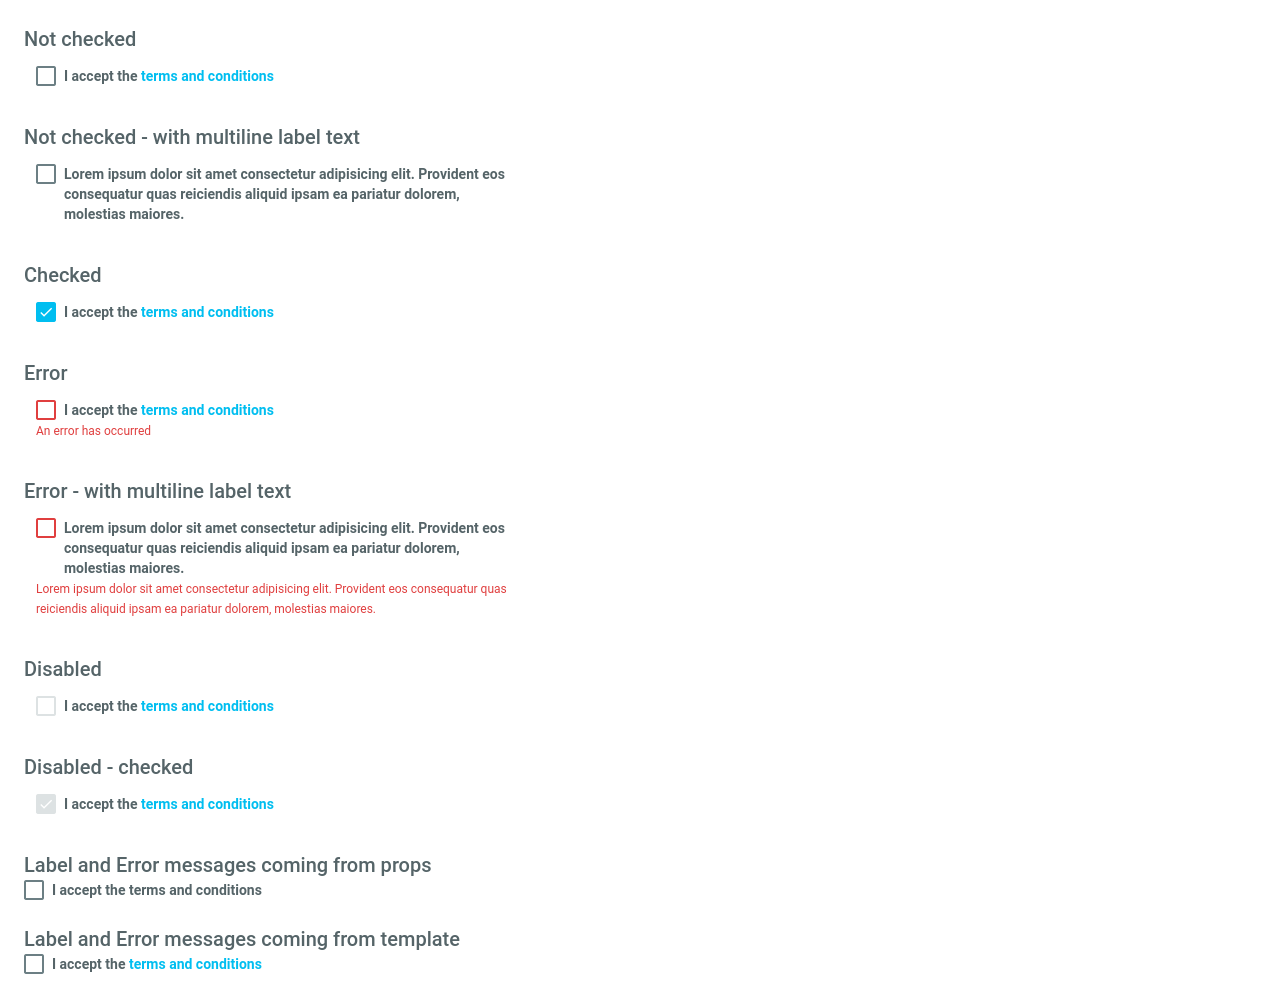 Not checked
I accept the terms and conditions
Not checked - with multiline label text
Lorem ipsum dolor sit amet consectetur adipisicing elit. Provident eos
consequatur quas reiciendis aliquid ipsam ea pariatur dolorem,
molestias maiores.
Checked
I accept the terms and conditions
Error
I accept the terms and conditions
An error has occurred
Error - with multiline label text
Lorem ipsum dolor sit amet consectetur adipisicing elit. Provident eos
consequatur quas reiciendis aliquid ipsam ea pariatur dolorem,
molestias maiores.
Lorem ipsum dolor sit amet consectetur adipisicing elit. Provident eos consequatur quas
reiciendis aliquid ipsam ea pariatur dolorem, molestias maiores.
Disabled
I accept the terms and conditions
Disabled - checked
I accept the terms and conditions
Label and Error messages coming from props
I accept the terms and conditions
Label and Error messages coming from template
I accept the terms and conditions